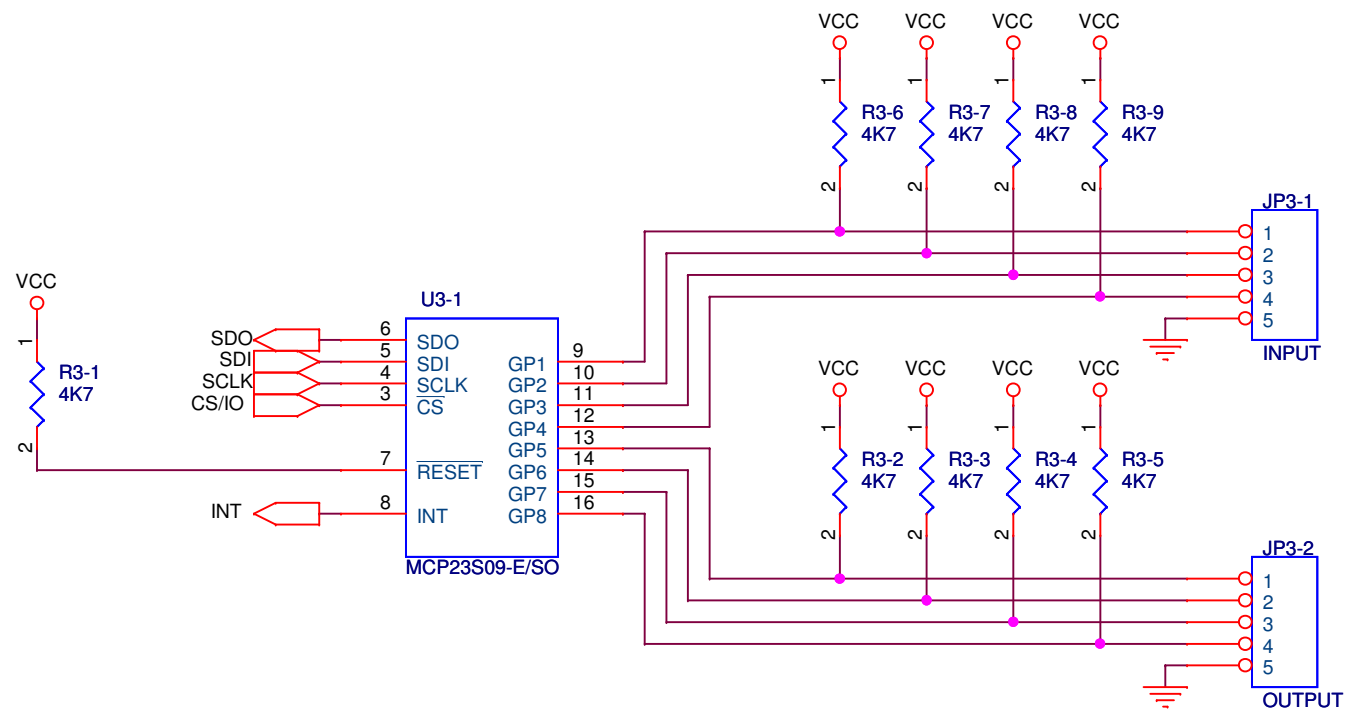 VCC VCC VCC VCC
1 1 1 1
R3-6 R3-7 R3-8 R3-9
4K7 4K7 4K7 4K7
2 2 2 2
JP3-1
1
2
3
4
5
INPUT
VCC
1
R3-1
4K7
2
U3-1
SDO 6 SDO
SDI 5 SDI
SCLK 4 SCLK
CS/IO 3 CS
7 RESET
INT 8 INT
GP1 9
GP2 10
GP3 11
GP4 12
GP5 13
GP6 14
GP7 15
GP8 16
MCP23S09-E/SO
VCC VCC VCC VCC
1 1 1 1
R3-2 R3-3 R3-4 R3-5
4K7 4K7 4K7 4K7
2 2 2 2
JP3-2
1
2
3
4
5
OUTPUT